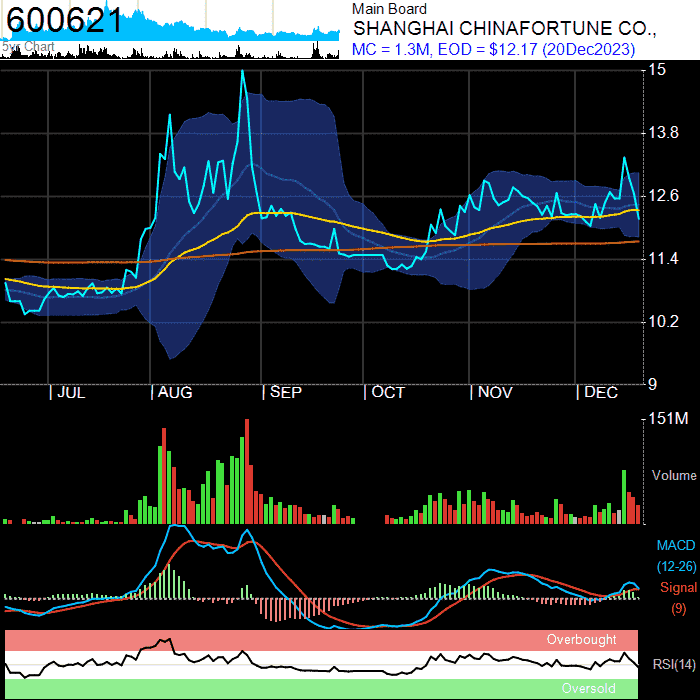 600621
5yr Chart
Main Board
SHANGHAI CHINAFORTUNE CO.,
MC = 1.3M, EOD = $12.17 (20Dec2023)
15
13.8
12.6
11.4
10.2
9
JUL
AUG
SEP
OCT
NOV
DEC
151M
Volume
MACD
(12-26)
Signal
(9)
Overbought
RSI(14)
Oversold